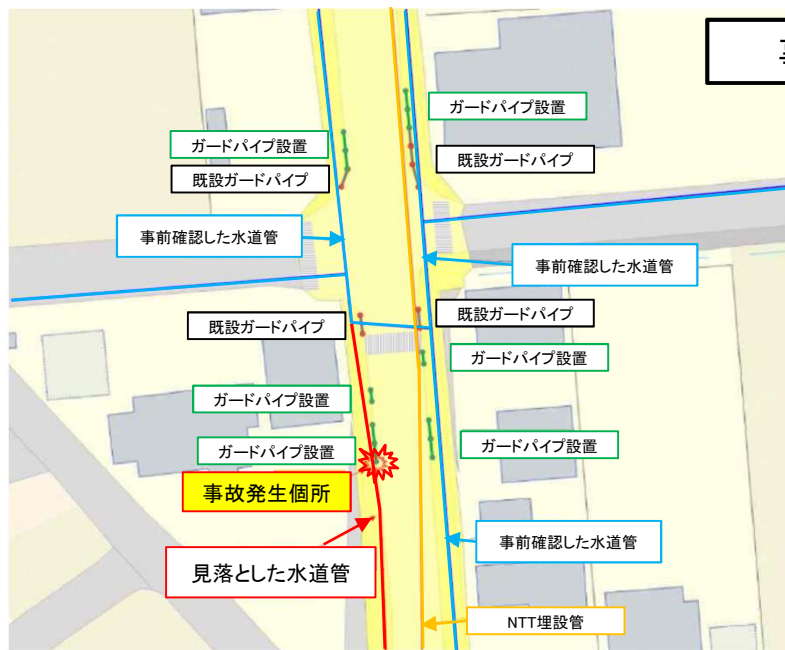 ガードパイプ設置
ガードパイプ設置
既設ガードパイプ
既設ガードパイプ
事前確認した水道管
事前確認した水道管
既設ガードパイプ
既設ガードパイプ
ガードパイプ設置
ガードパイプ設置
ガードパイプ設置
ガードパイプ設置
事故発生個所
事前確認した水道管
見落とした水道管
NTT埋設管